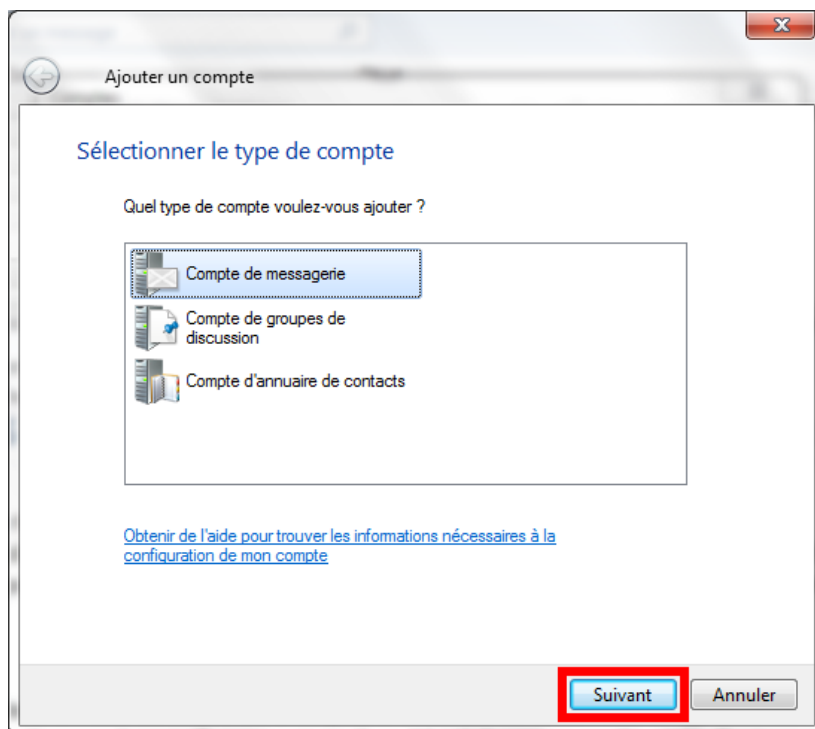 Ajouter un compte
Sélectionner le type de compte
Quel type de compte voulez-vous ajouter ?
Compte de messagerie
Compte de groupes de
discussion
Compte d'annuaire de contacts
Obtenir de l'aide pour trouver les informations nécessaires à la
configuration de mon compte
Suivant
Annuler